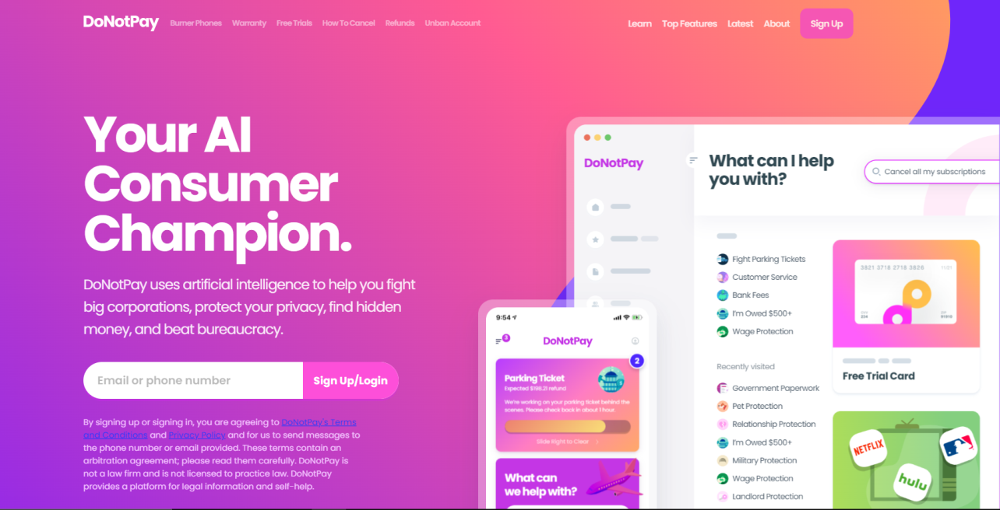 DoNotPay Burner Phones Warranty Free Trials How To Cancel Refunds Unban Account Learn Top Features Latest About Sign Up
Your AI
Consumer
Champion.
DoNotPay uses artificial intelligence to help you fight
big corporations, protect your privacy, find hidden
money, and beat bureaucracy.
Email or phone number Sign Up/Login
By signing up or signing in, you are agreeing to DoNotPay's Terms
and Conditions and Privacy Policy and for us to send messages to
the phone number or email provided. These terms contain an
arbitration agreement; please read them carefully. DoNotPay is
not a law firm and is not licensed to practice law. DoNotPay
provides a platform for legal information and self-help.
DoNotPay
What can I help
you with?
Cancel all my subscriptions
Fight Parking Tickets
Customer Service
Bank Fees
I'm Owed $500+
Wage Protection
Recently visited
Government Paperwork
Pet Protection
Relationship Protection
I'm Owed $500+
Military Protection
Wage Protection
Landlord Protection
3821 3718 2718 3826 11/21
234
91910
Free Trial Card
NETFLIX
hulu
9:54
3
DoNotPay
2
Parking Ticket
Expected $196.21 refund
We're working on your parking ticket behind the
scenes. Please check back in about 1 hour.
Slide Right to Clear
What can
we help with?